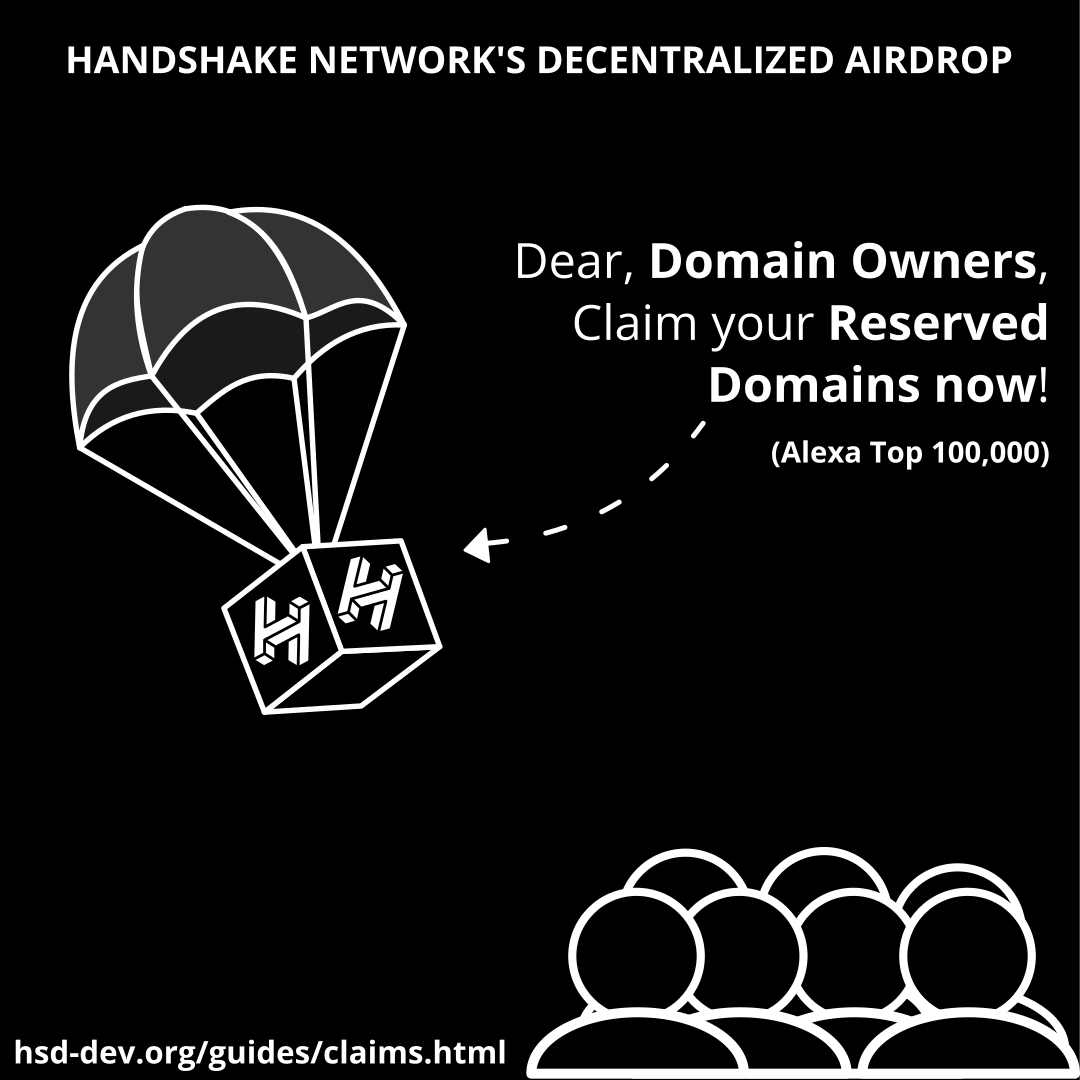 HANDSHAKE NETWORK'S DECENTRALIZED AIRDROP
Dear, Domain Owners,
Claim your Reserved
Domains now!
(Alexa Top 100,000)
hsd-dev.org/guides/claims.html